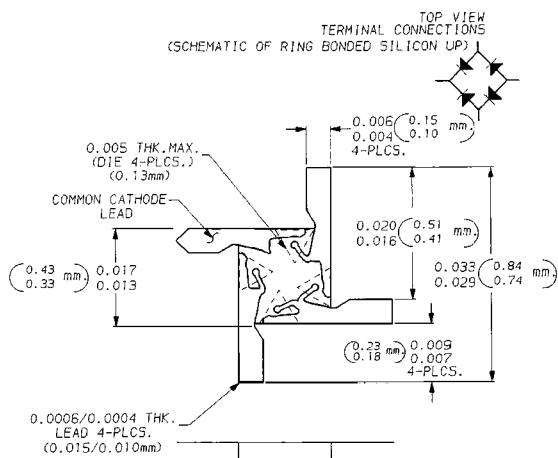 TOP VIEW
TERMINAL CONNECTIONS
(SCHEMATIC OF RING BONDED SILICON UP)
0.006 (0.15
0.004 (0.10 mm.)
4-PLCS.
0.005 THK.MAX.
(DIE 4-PLCS.)
(0.13mm)
COMMON CATHODE
LEAD
0.020 (0.51
0.016 (0.41 mm.)
(0.43 mm.) 0.017
0.33 0.013
0.033 (0.84
0.029 (0.74 mm.)
(0.23 mm.) 0.009
0.18 0.007
4-PLCS.
0.0006/0.0004 THK.
LEAD 4-PLCS.
(0.015/0.010mm)